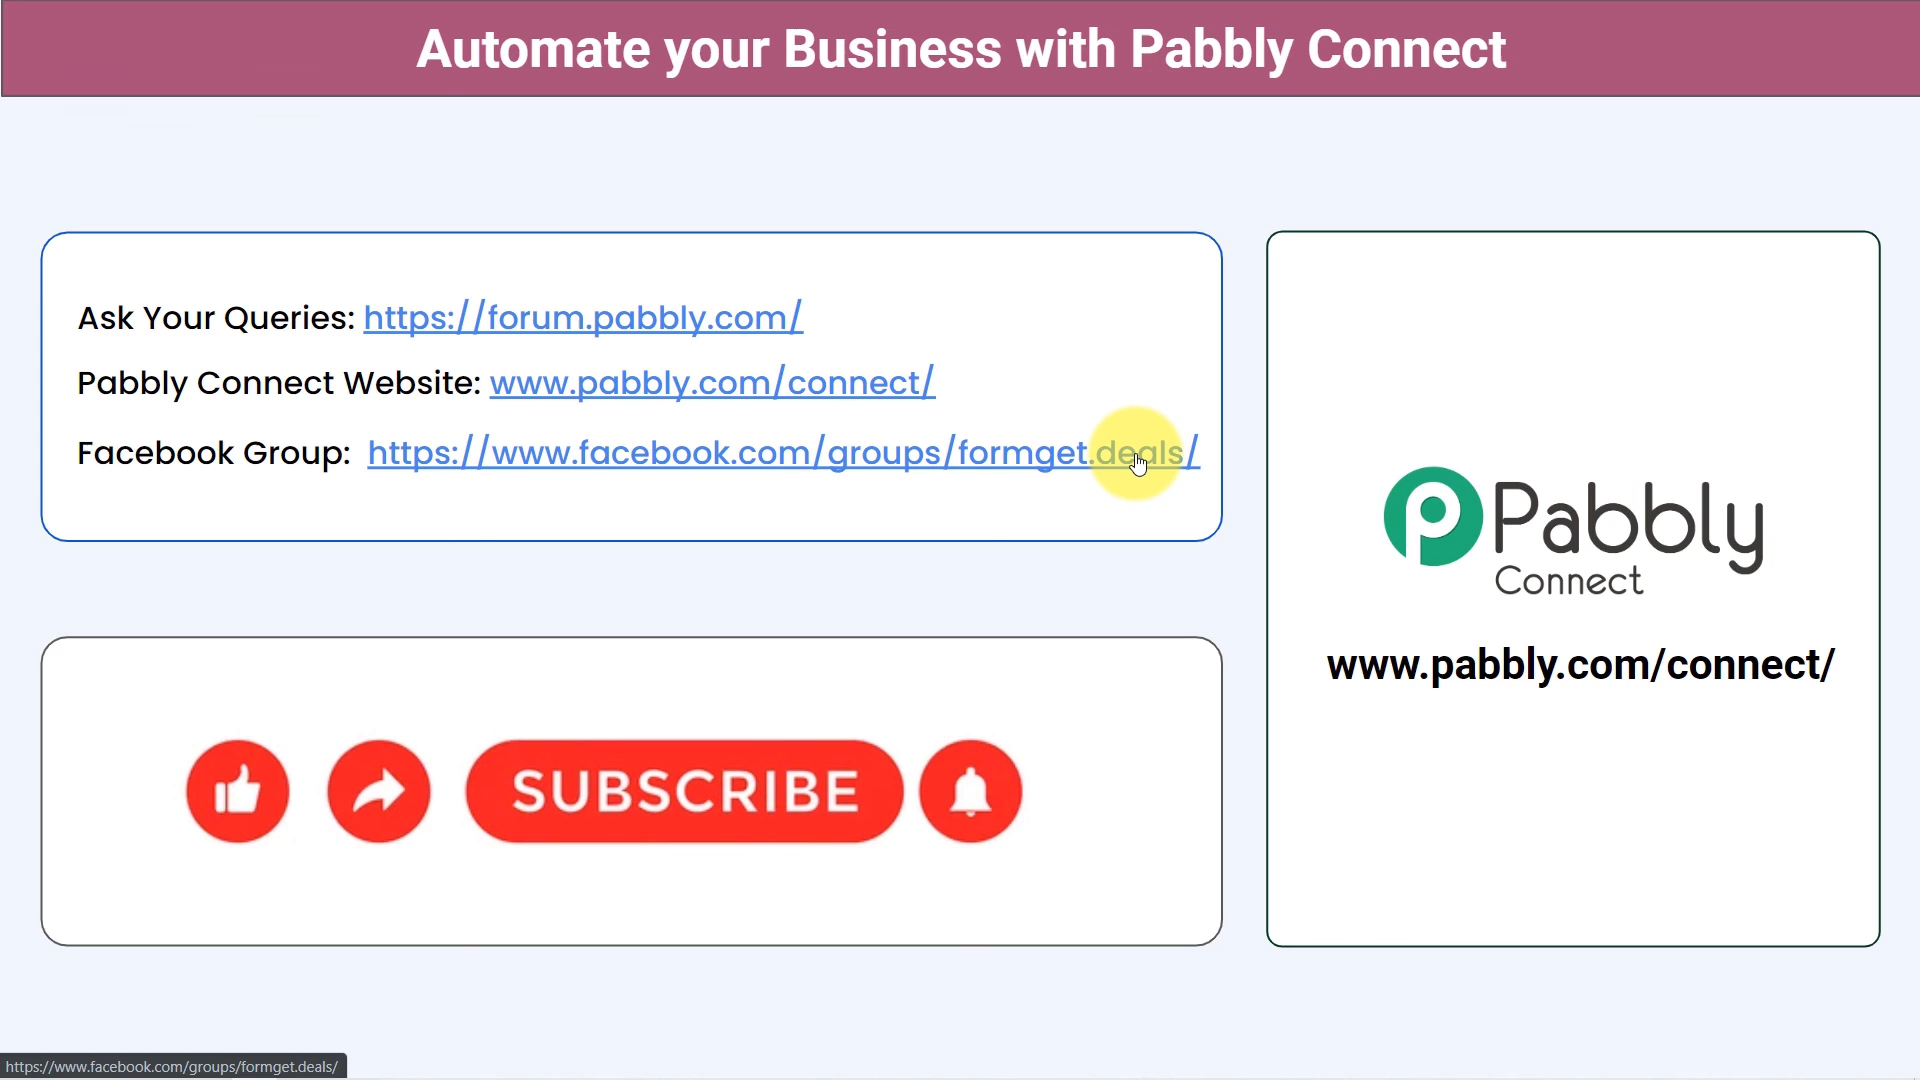 Automate your Business with Pabbly Connect
Ask Your Queries: https://forum.pabbly.com/
Pabbly Connect Website: www.pabbly.com/connect/
Facebook Group: https://www.facebook.com/groups/formget.deals/
SUBSCRIBE
Pabbly
Connect
www.pabbly.com/connect/
https://www.facebook.com/groups/formget.deals/